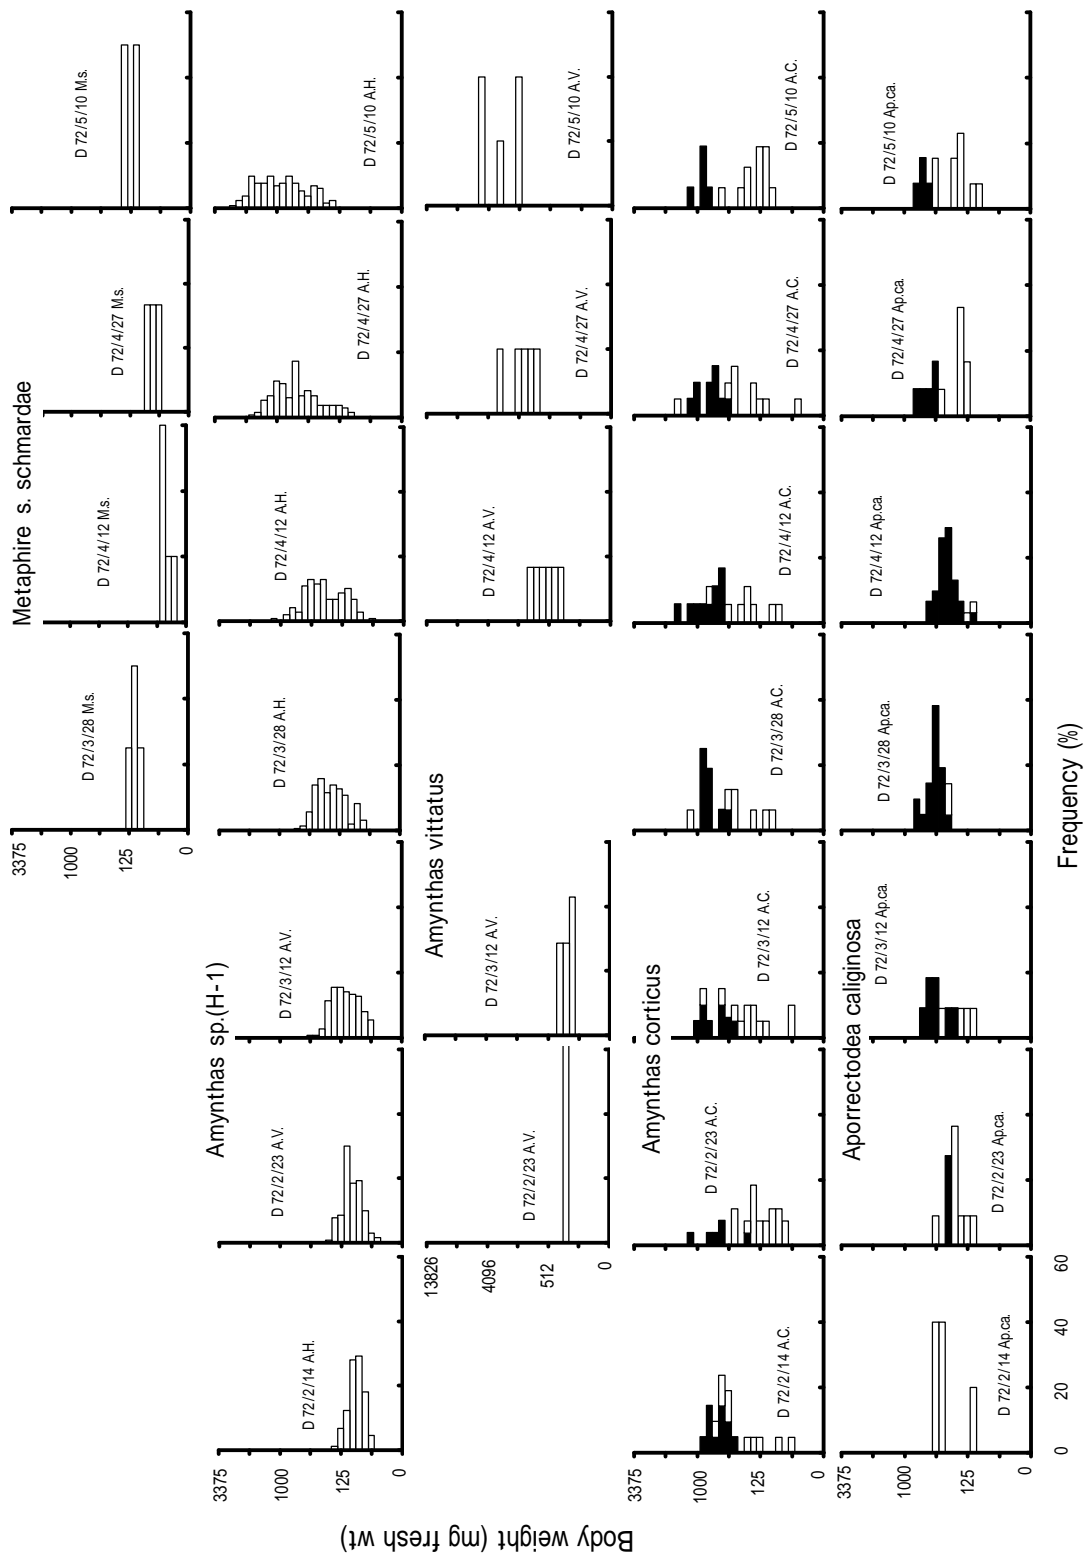 Metaphire s. schmardae
3375
1000
125
0
D 72/3/28 M.s.
D 72/4/12 M.s.
D 72/4/27 M.s.
D 72/5/10 M.s.
Amynthas sp.(H-1)
3375
1000
125
0
D 72/2/14 A.H.
D 72/2/23 A.V.
D 72/3/12 A.V.
D 72/3/28 A.H.
D 72/4/12 A.H.
D 72/4/27 A.H.
D 72/5/10 A.H.
Amynthas vittatus
13826
4096
512
0
D 72/2/23 A.V.
D 72/3/12 A.V.
D 72/4/12 A.V.
D 72/4/27 A.V.
D 72/5/10 A.V.
Amynthas corticus
3375
1000
125
0
D 72/2/14 A.C.
D 72/2/23 A.C.
D 72/3/12 A.C.
D 72/3/28 A.C.
D 72/4/12 A.C.
D 72/4/27 A.C.
D 72/5/10 A.C.
Aporrectodea caliginosa
3375
1000
125
0
D 72/2/14 Ap.ca.
D 72/2/23 Ap.ca.
D 72/3/12 Ap.ca.
D 72/3/28 Ap.ca.
D 72/4/12 Ap.ca.
D 72/4/27 Ap.ca.
D 72/5/10 Ap.ca.
0 20 40 60
Frequency (%)
Body weight (mg fresh wt)